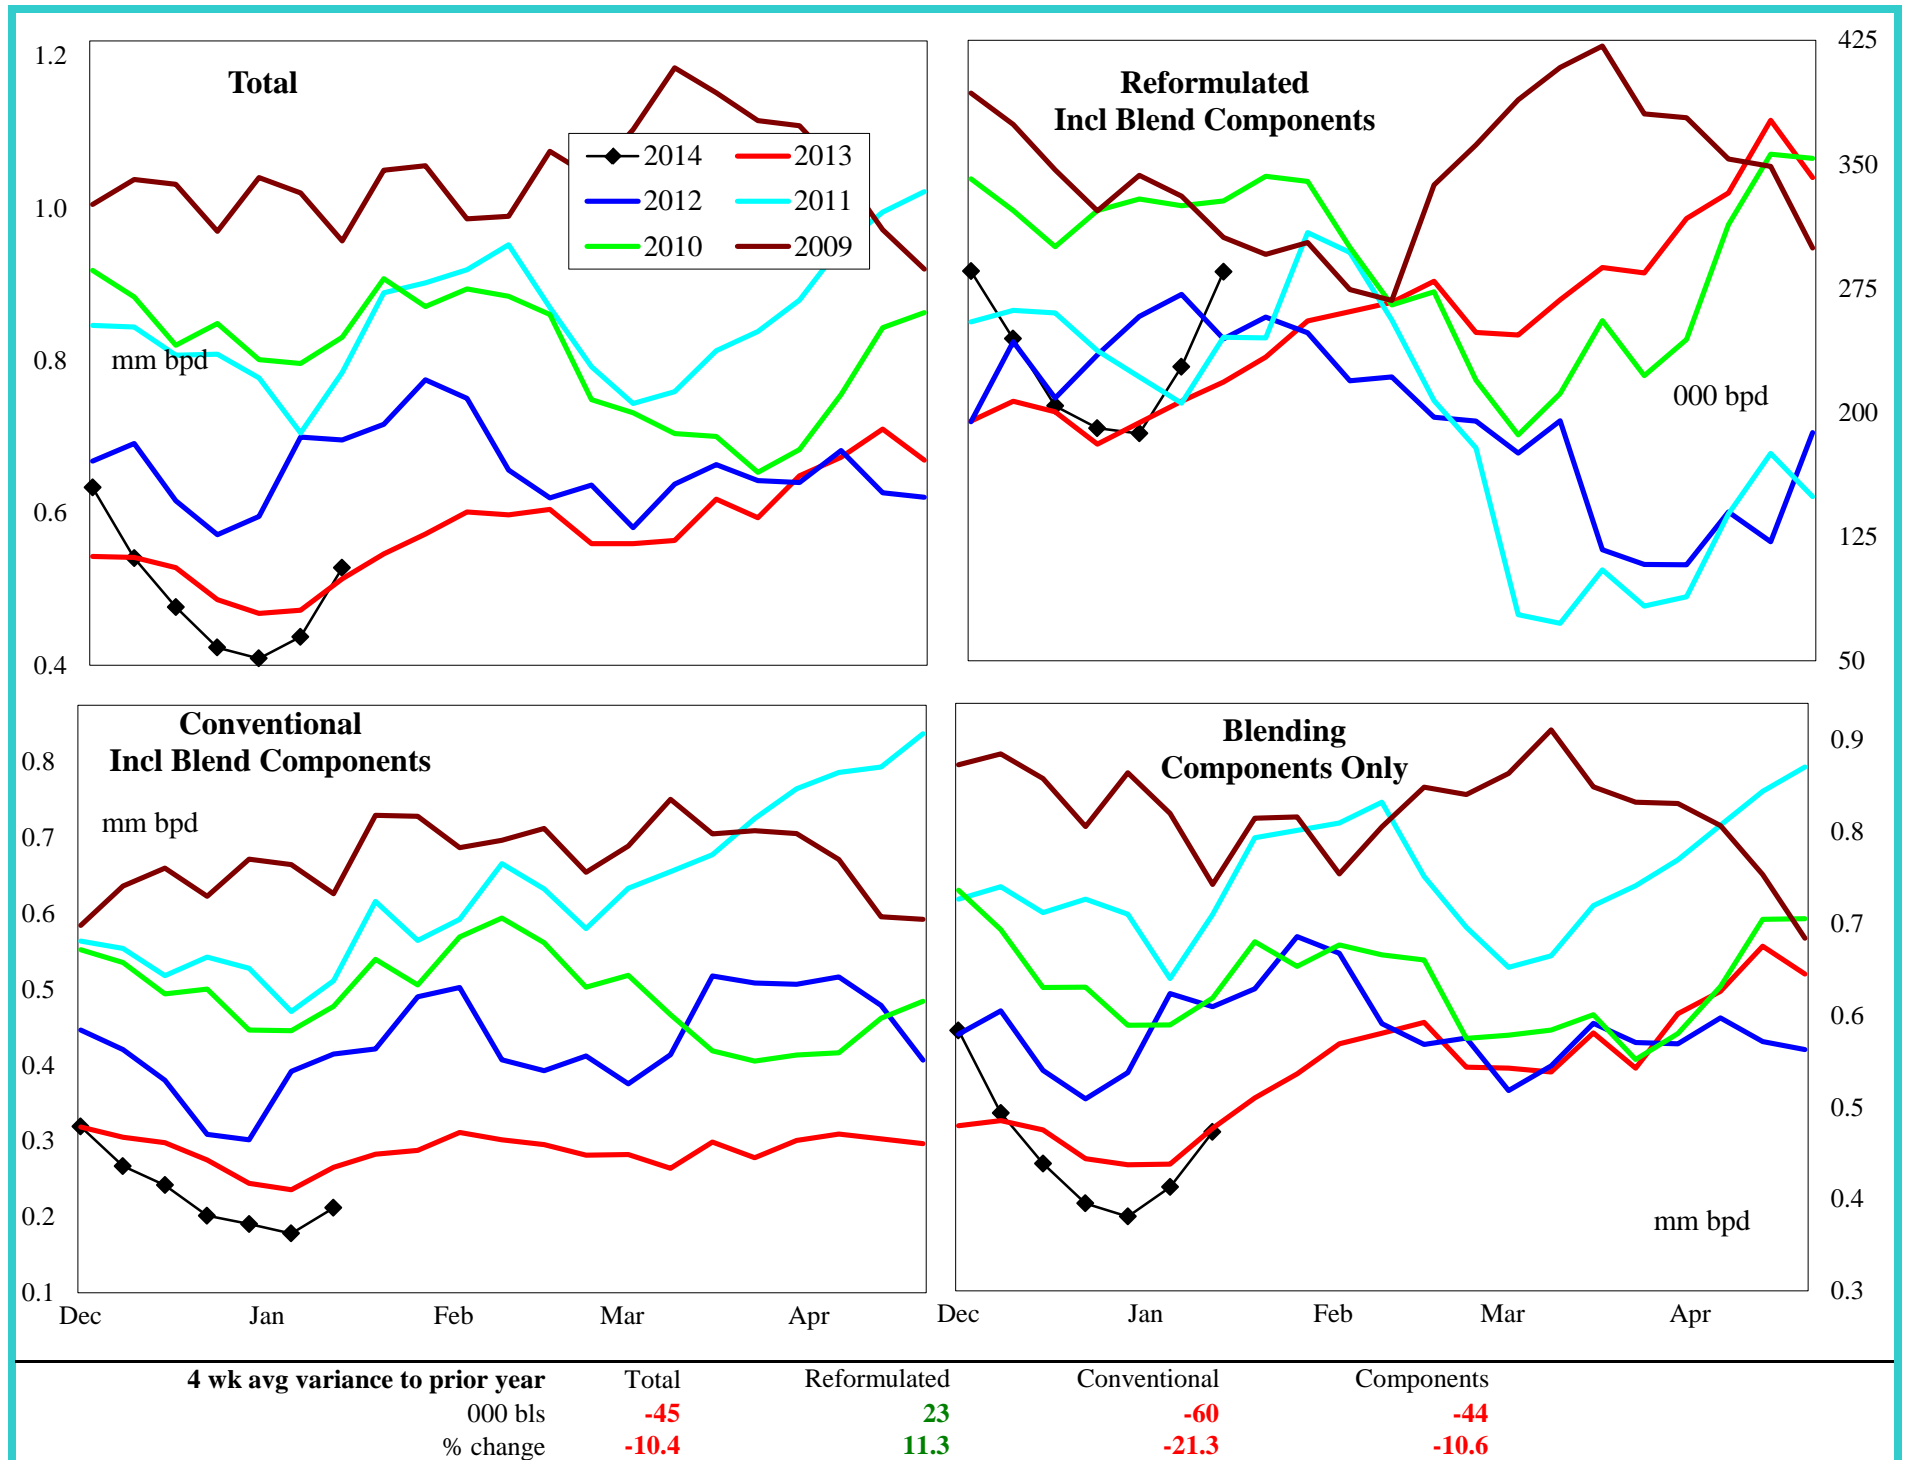 Total
1.2
1.0
0.8
0.6
0.4
mm bpd
2014 2013
2012 2011
2010 2009
Reformulated
Incl Blend Components
425
350
275
200
125
50
000 bpd
Conventional
Incl Blend Components
mm bpd
0.8
0.7
0.6
0.5
0.4
0.3
0.2
0.1
Dec Jan Feb Mar Apr
Blending
Components Only
0.9
0.8
0.7
0.6
0.5
0.4
0.3
mm bpd
Dec Jan Feb Mar Apr
4 wk avg variance to prior year Total Reformulated Conventional Components
000 bls -45 23 -60 -44
% change -10.4 11.3 -21.3 -10.6